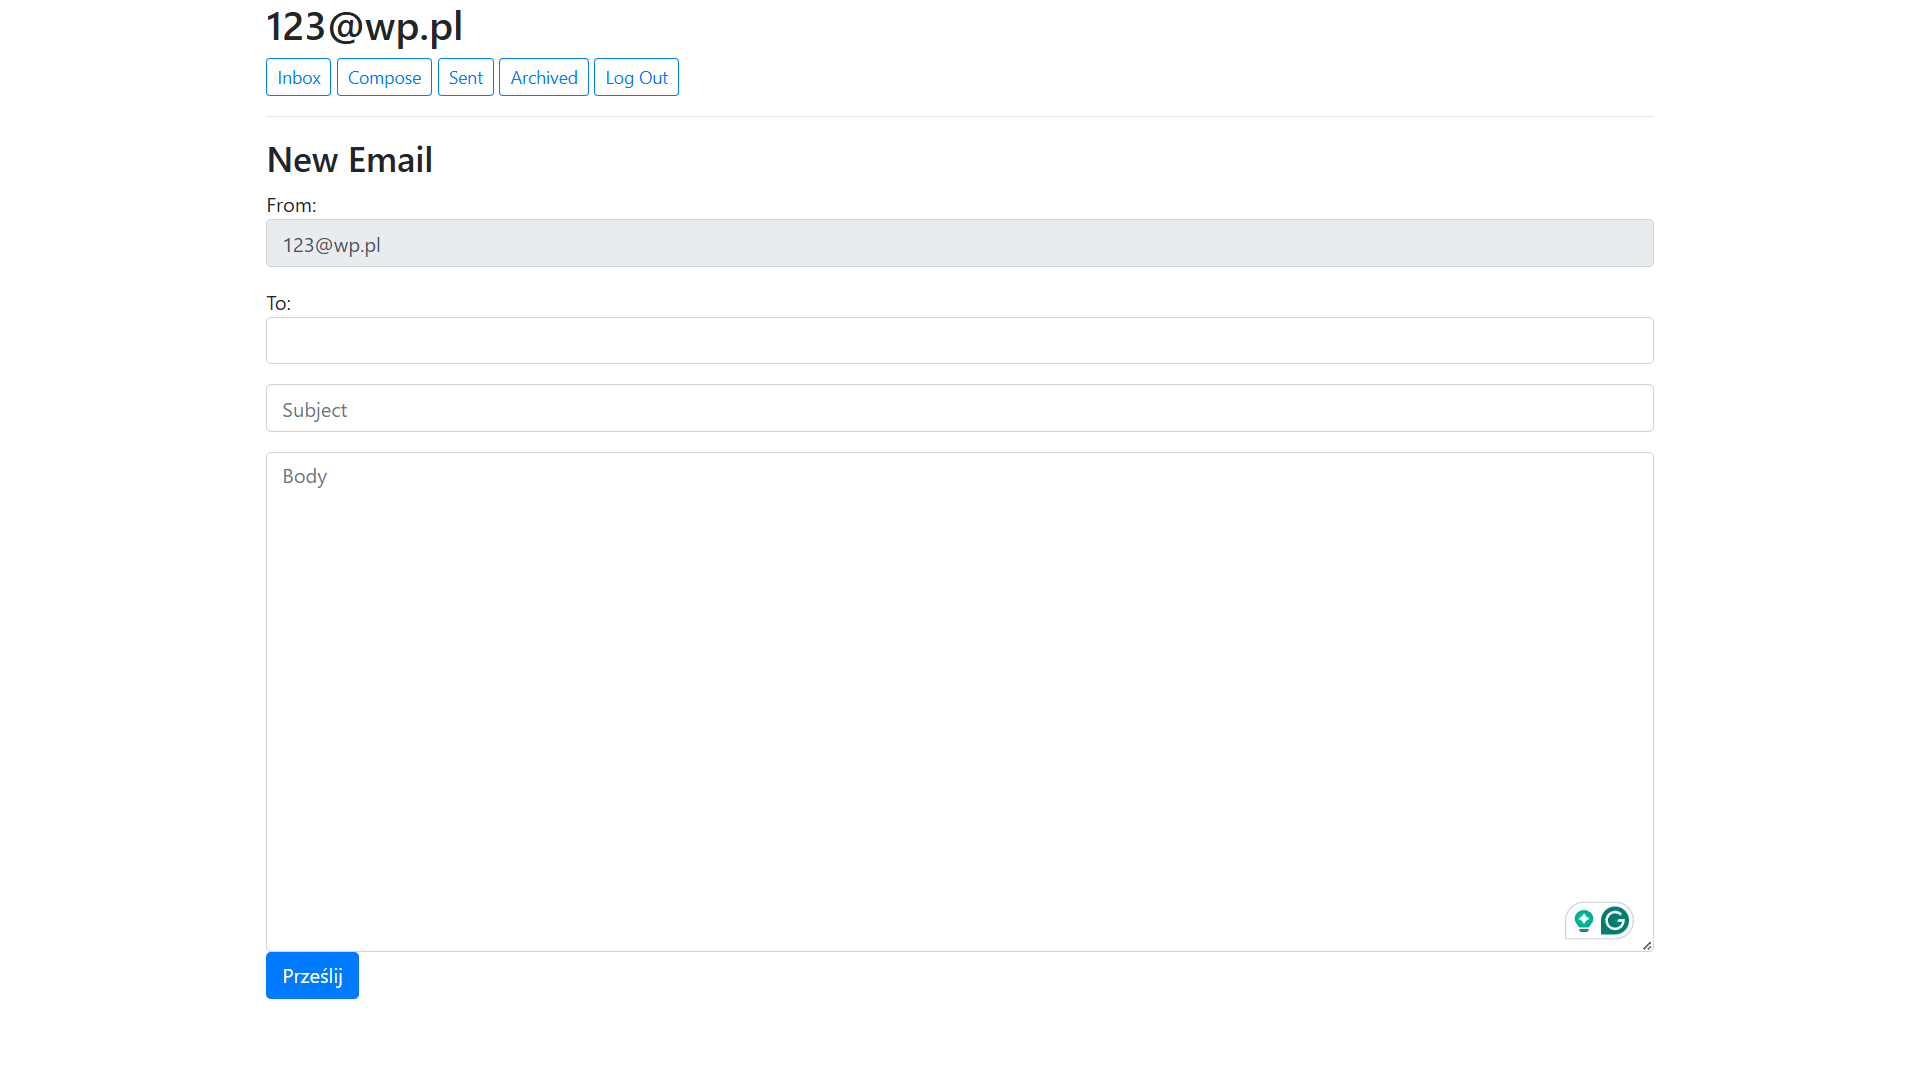 123@wp.pl
Inbox Compose Sent Archived Log Out
New Email
From:
123@wp.pl
To:
Subject
Body
Prześlij